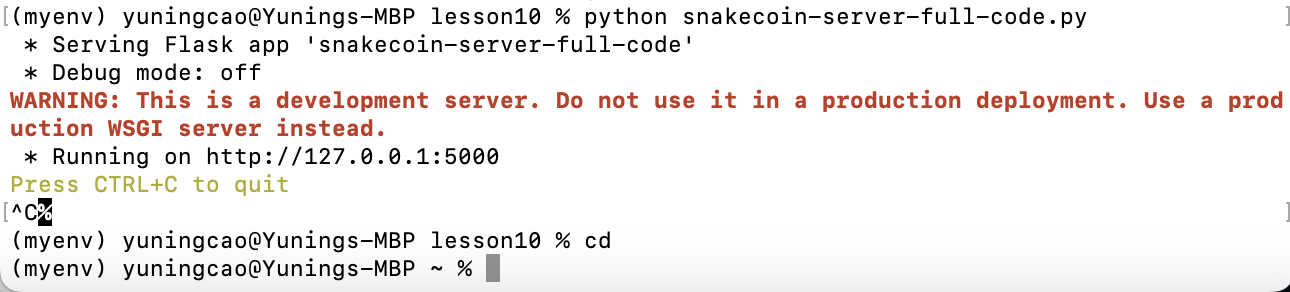 (myenv) yuningcao@Yunings-MBP lesson10 % python snakecoin-server-full-code.py
 * Serving Flask app 'snakecoin-server-full-code'
 * Debug mode: off
WARNING: This is a development server. Do not use it in a production deployment. Use a prod
uction WSGI server instead.
 * Running on http://127.0.0.1:5000
Press CTRL+C to quit
^C%
(myenv) yuningcao@Yunings-MBP lesson10 % cd
(myenv) yuningcao@Yunings-MBP ~ %